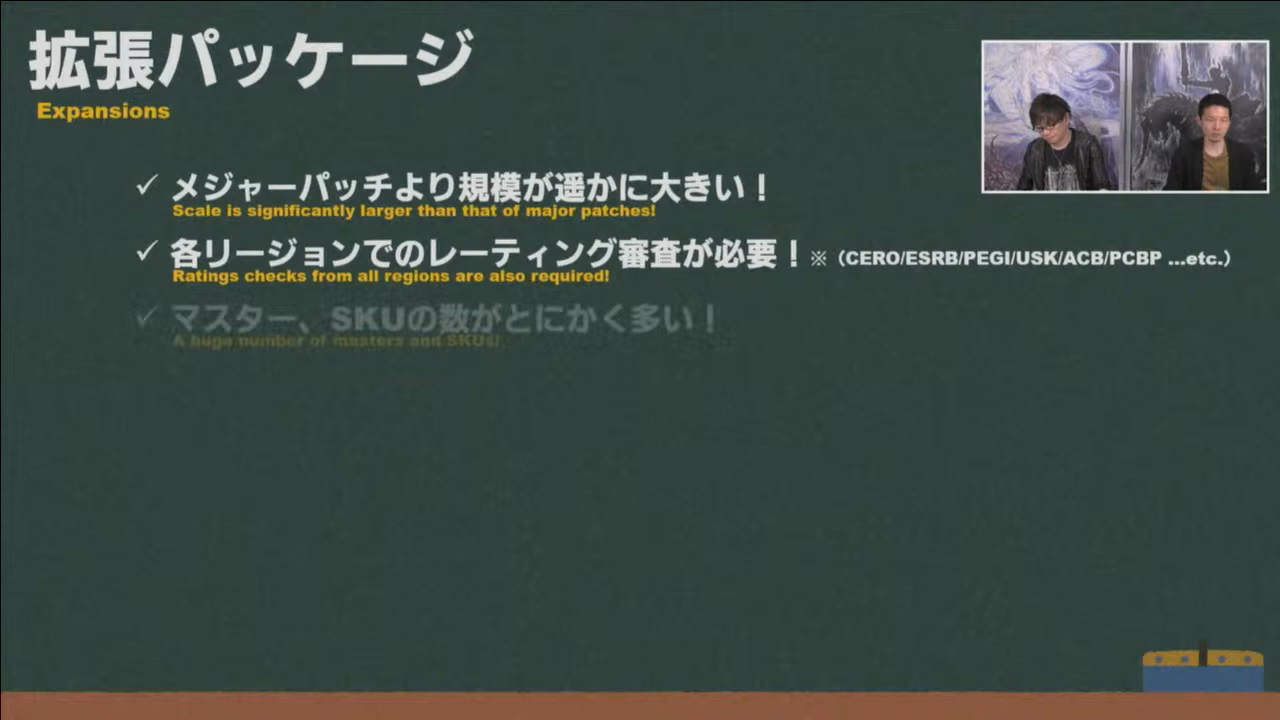 拡張パッケージ
Expansions
✓ メジャーパッチより規模が遥かに大きい！
Scale is significantly larger than that of major patches!
✓ 各リージョンでのレーティング審査が必要！※（CERO/ESRB/PEGI/USK/ACB/PCBP ...etc.）
Ratings checks from all regions are also required!
✓ マスター、SKUの数がとにかく多い！
A huge number of masters and SKUs!